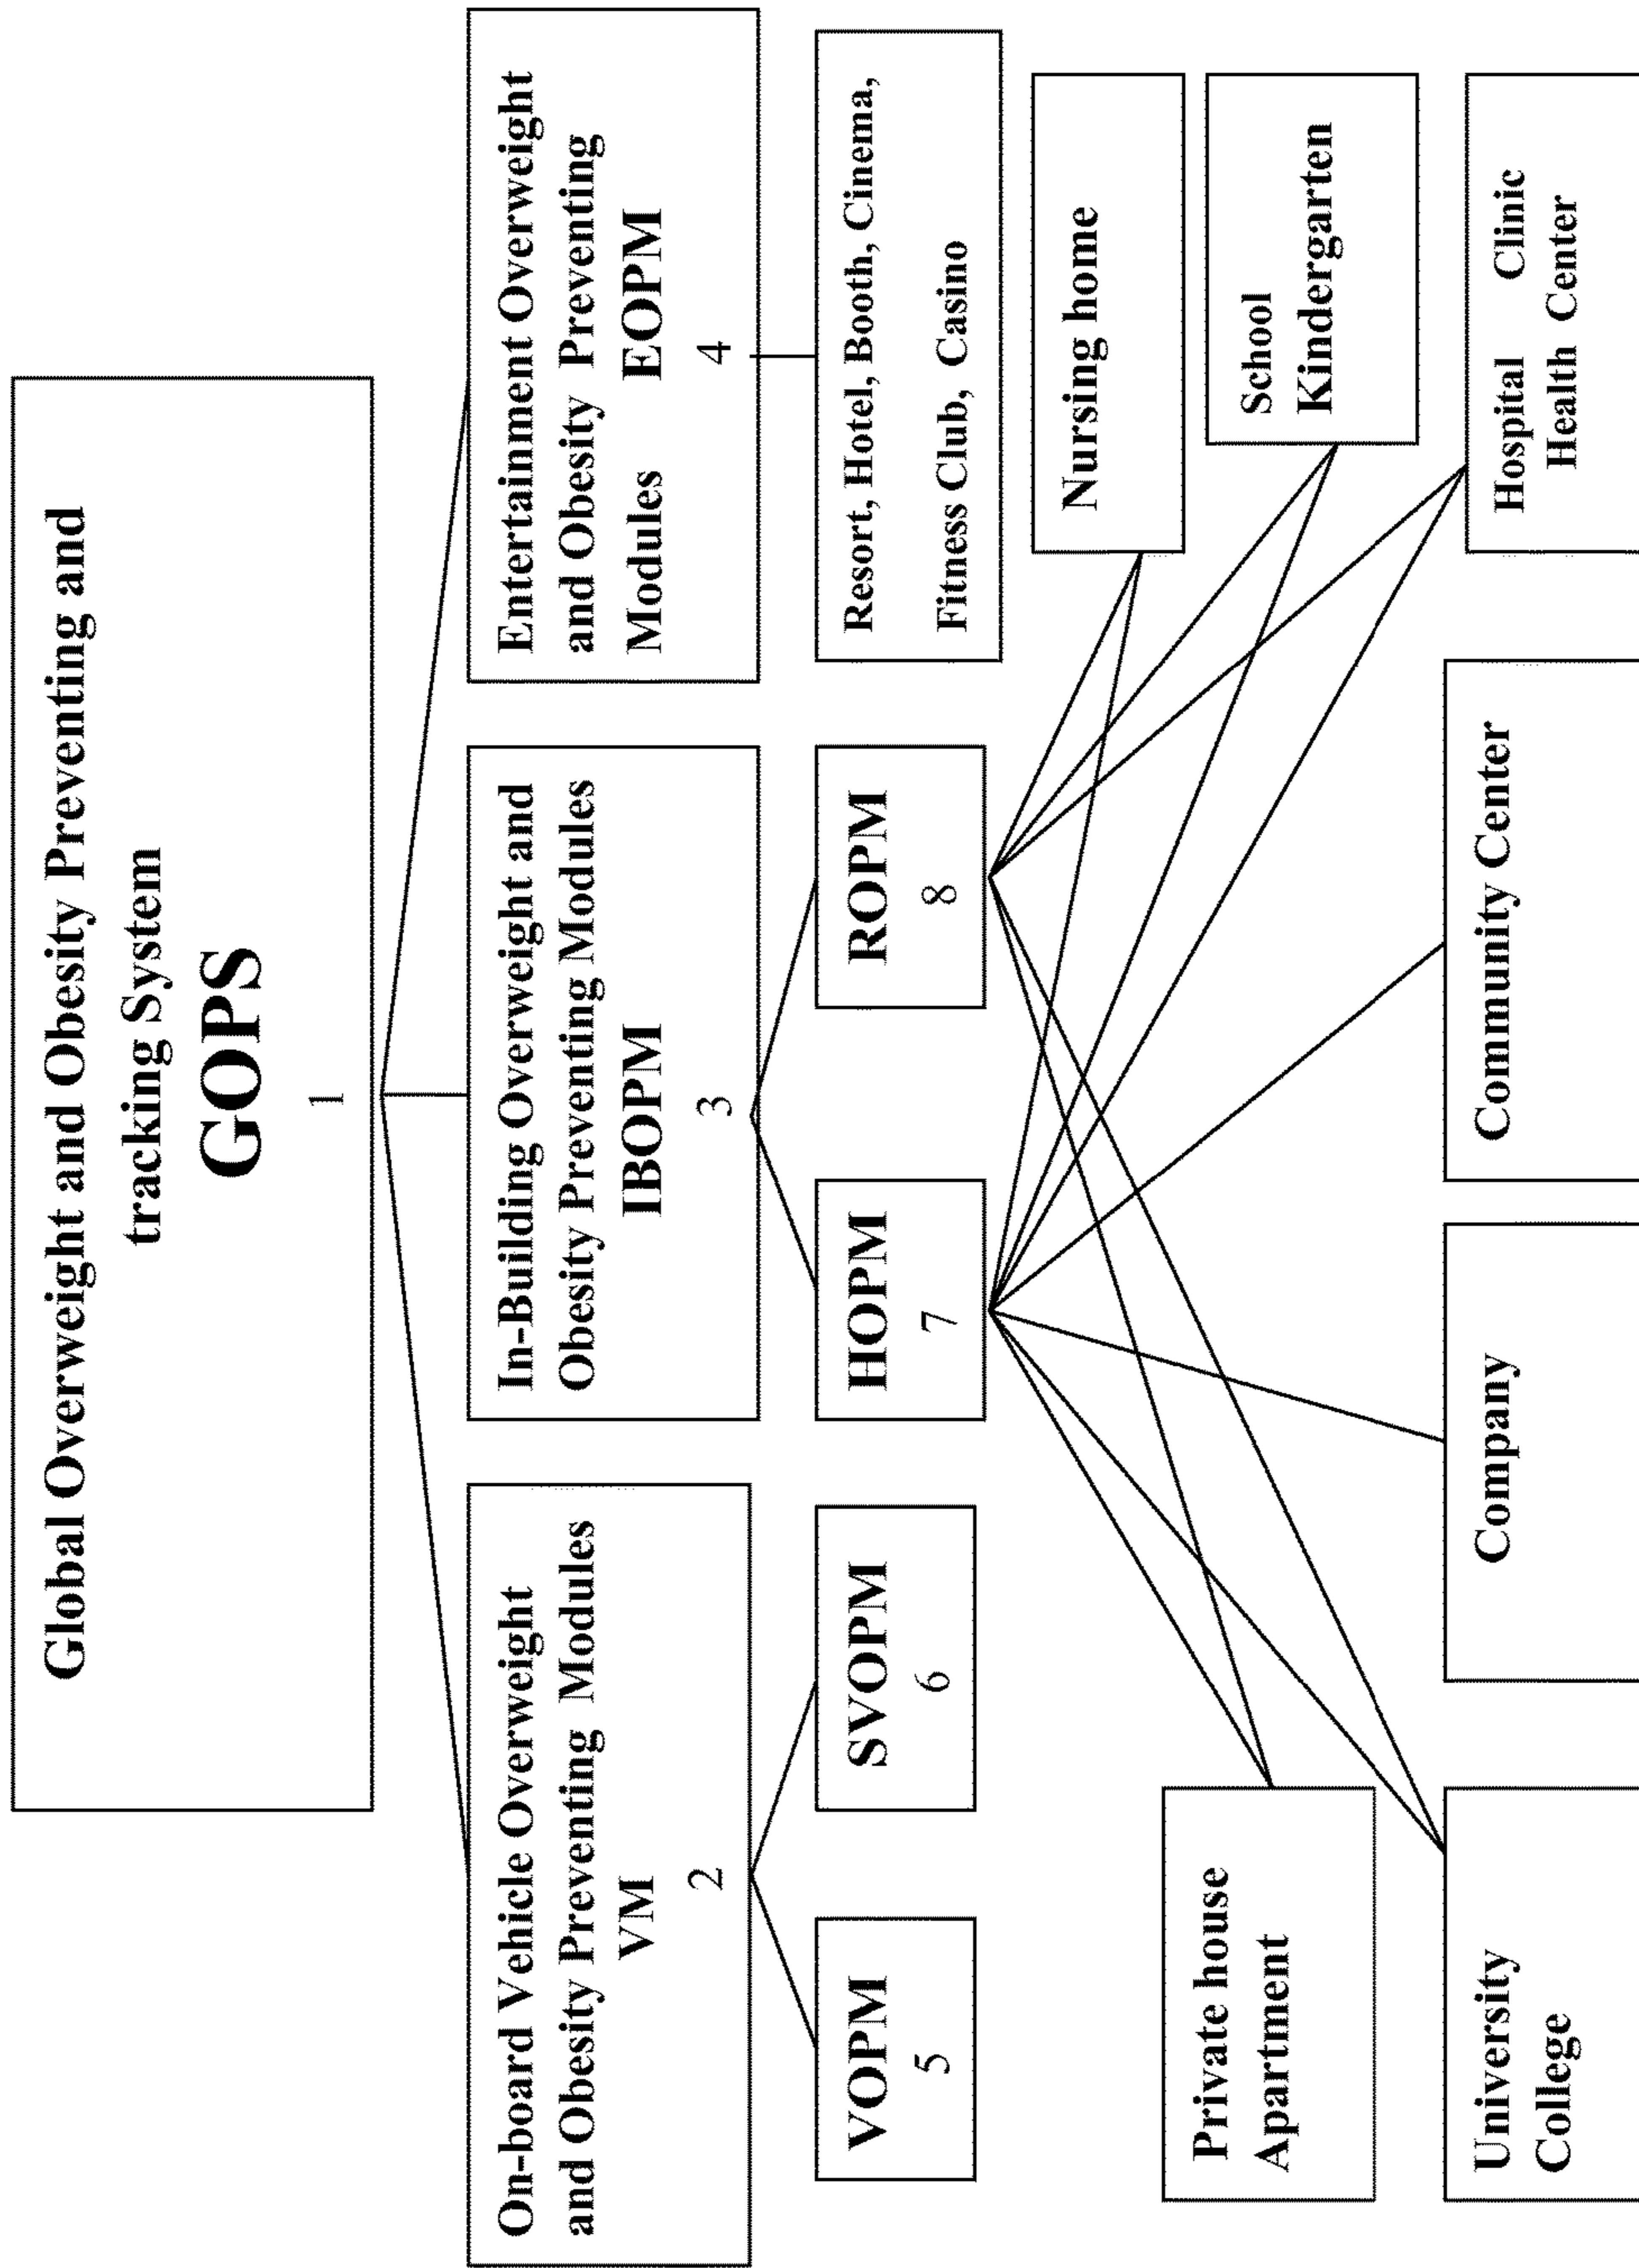 Global Overweight and Obesity Preventing and
tracking System
GOPS
1
On-board Vehicle Overweight
and Obesity Preventing Modules
VM
2
In-Building Overweight and
Obesity Preventing Modules
IBOPM
3
Entertainment Overweight
and Obesity Preventing
Modules EOPM
4
VOPM
5
SVOPM
6
HOPM
7
ROPM
8
Resort, Hotel, Booth, Cinema,
Fitness Club, Casino
Nursing home
Private house
Apartment
School
Kindergarten
University
College
Company
Community Center
Hospital Clinic
Health Center